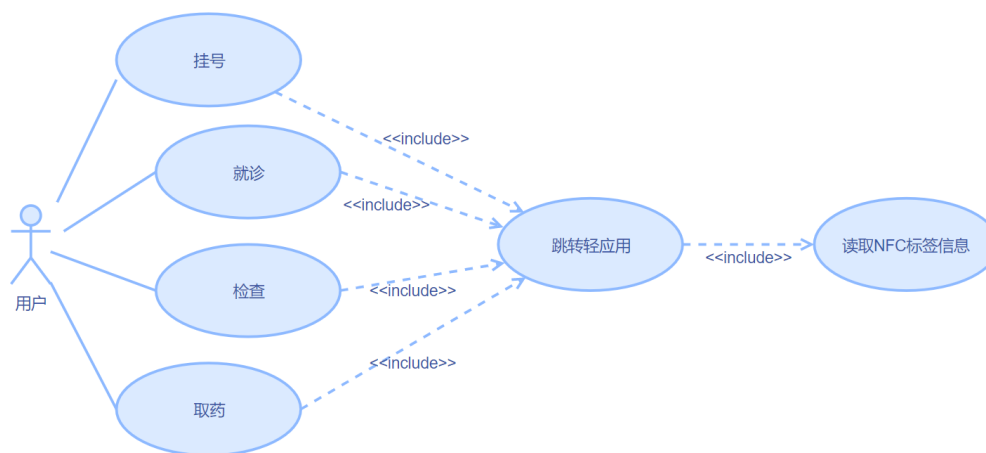 挂号
<<include>>
就诊
<<include>>
跳转轻应用
<<include>>
读取NFC标签信息
用户
检查
<<include>>
<<include>>
取药